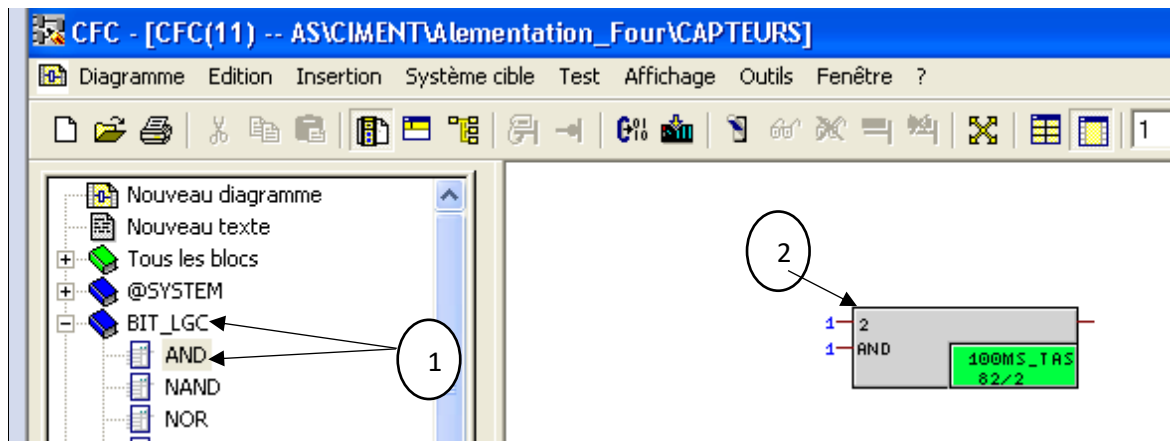 CFC - [CFC(11) -- AS\CIMENT\Alementation_Four\CAPTEURS]
Diagramme Edition Insertion Système cible Test Affichage Outils Fenêtre ?
1
Nouveau diagramme
Nouveau texte
Tous les blocs
@SYSTEM
BIT_LGC
AND
NAND
NOR
1
2
1 2
1 AND
100MS_TAS
82/2